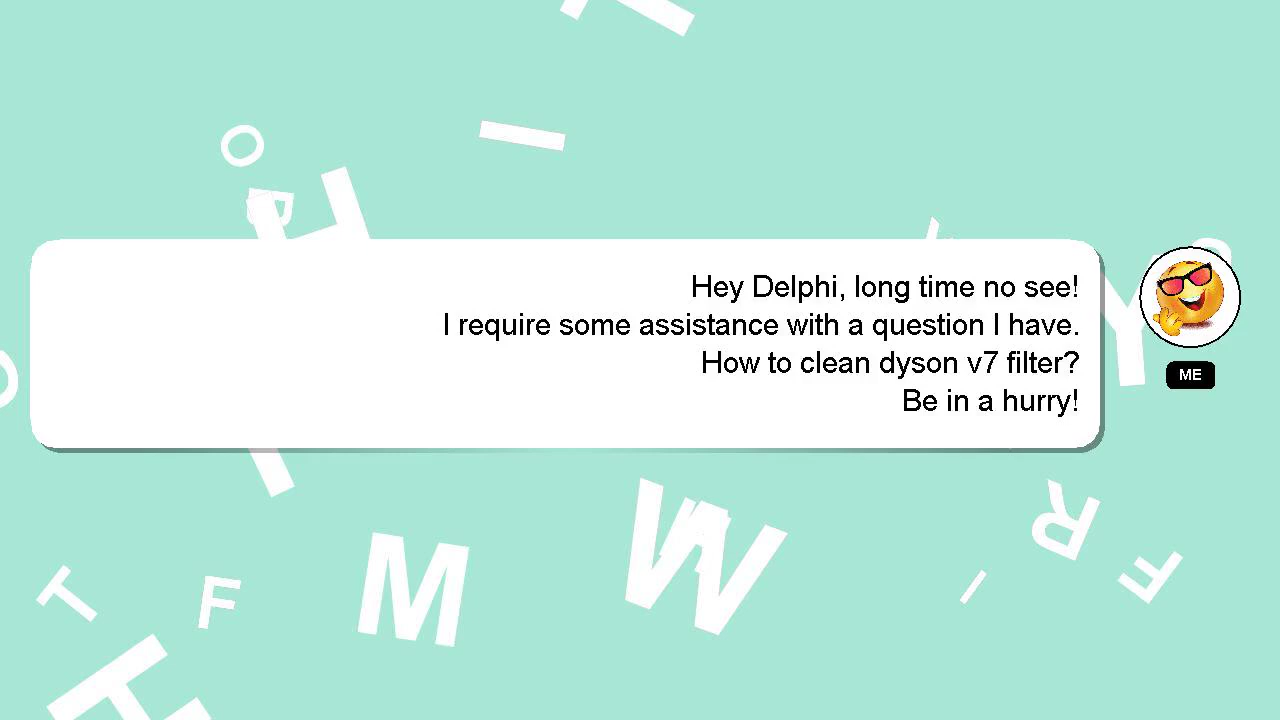 Hey Delphi, long time no see!
I require some assistance with a question I have.
How to clean dyson v7 filter?
Be in a hurry!
ME